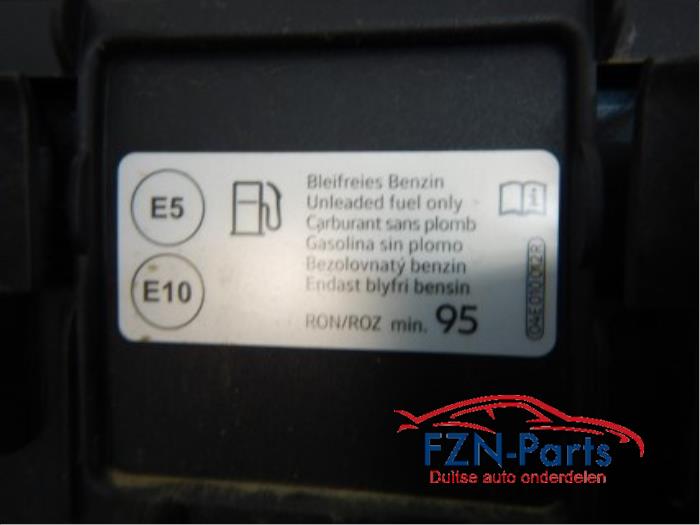 E5
E10
Bleifreies Benzin
Unleaded fuel only
Carburant sans plomb
Gasolina sin plomo
Bezolovnatý benzin
Endast blyfri bensin
RON/ROZ min. 95
i
04E010002R
FZN-Parts
Duitse auto onderdelen